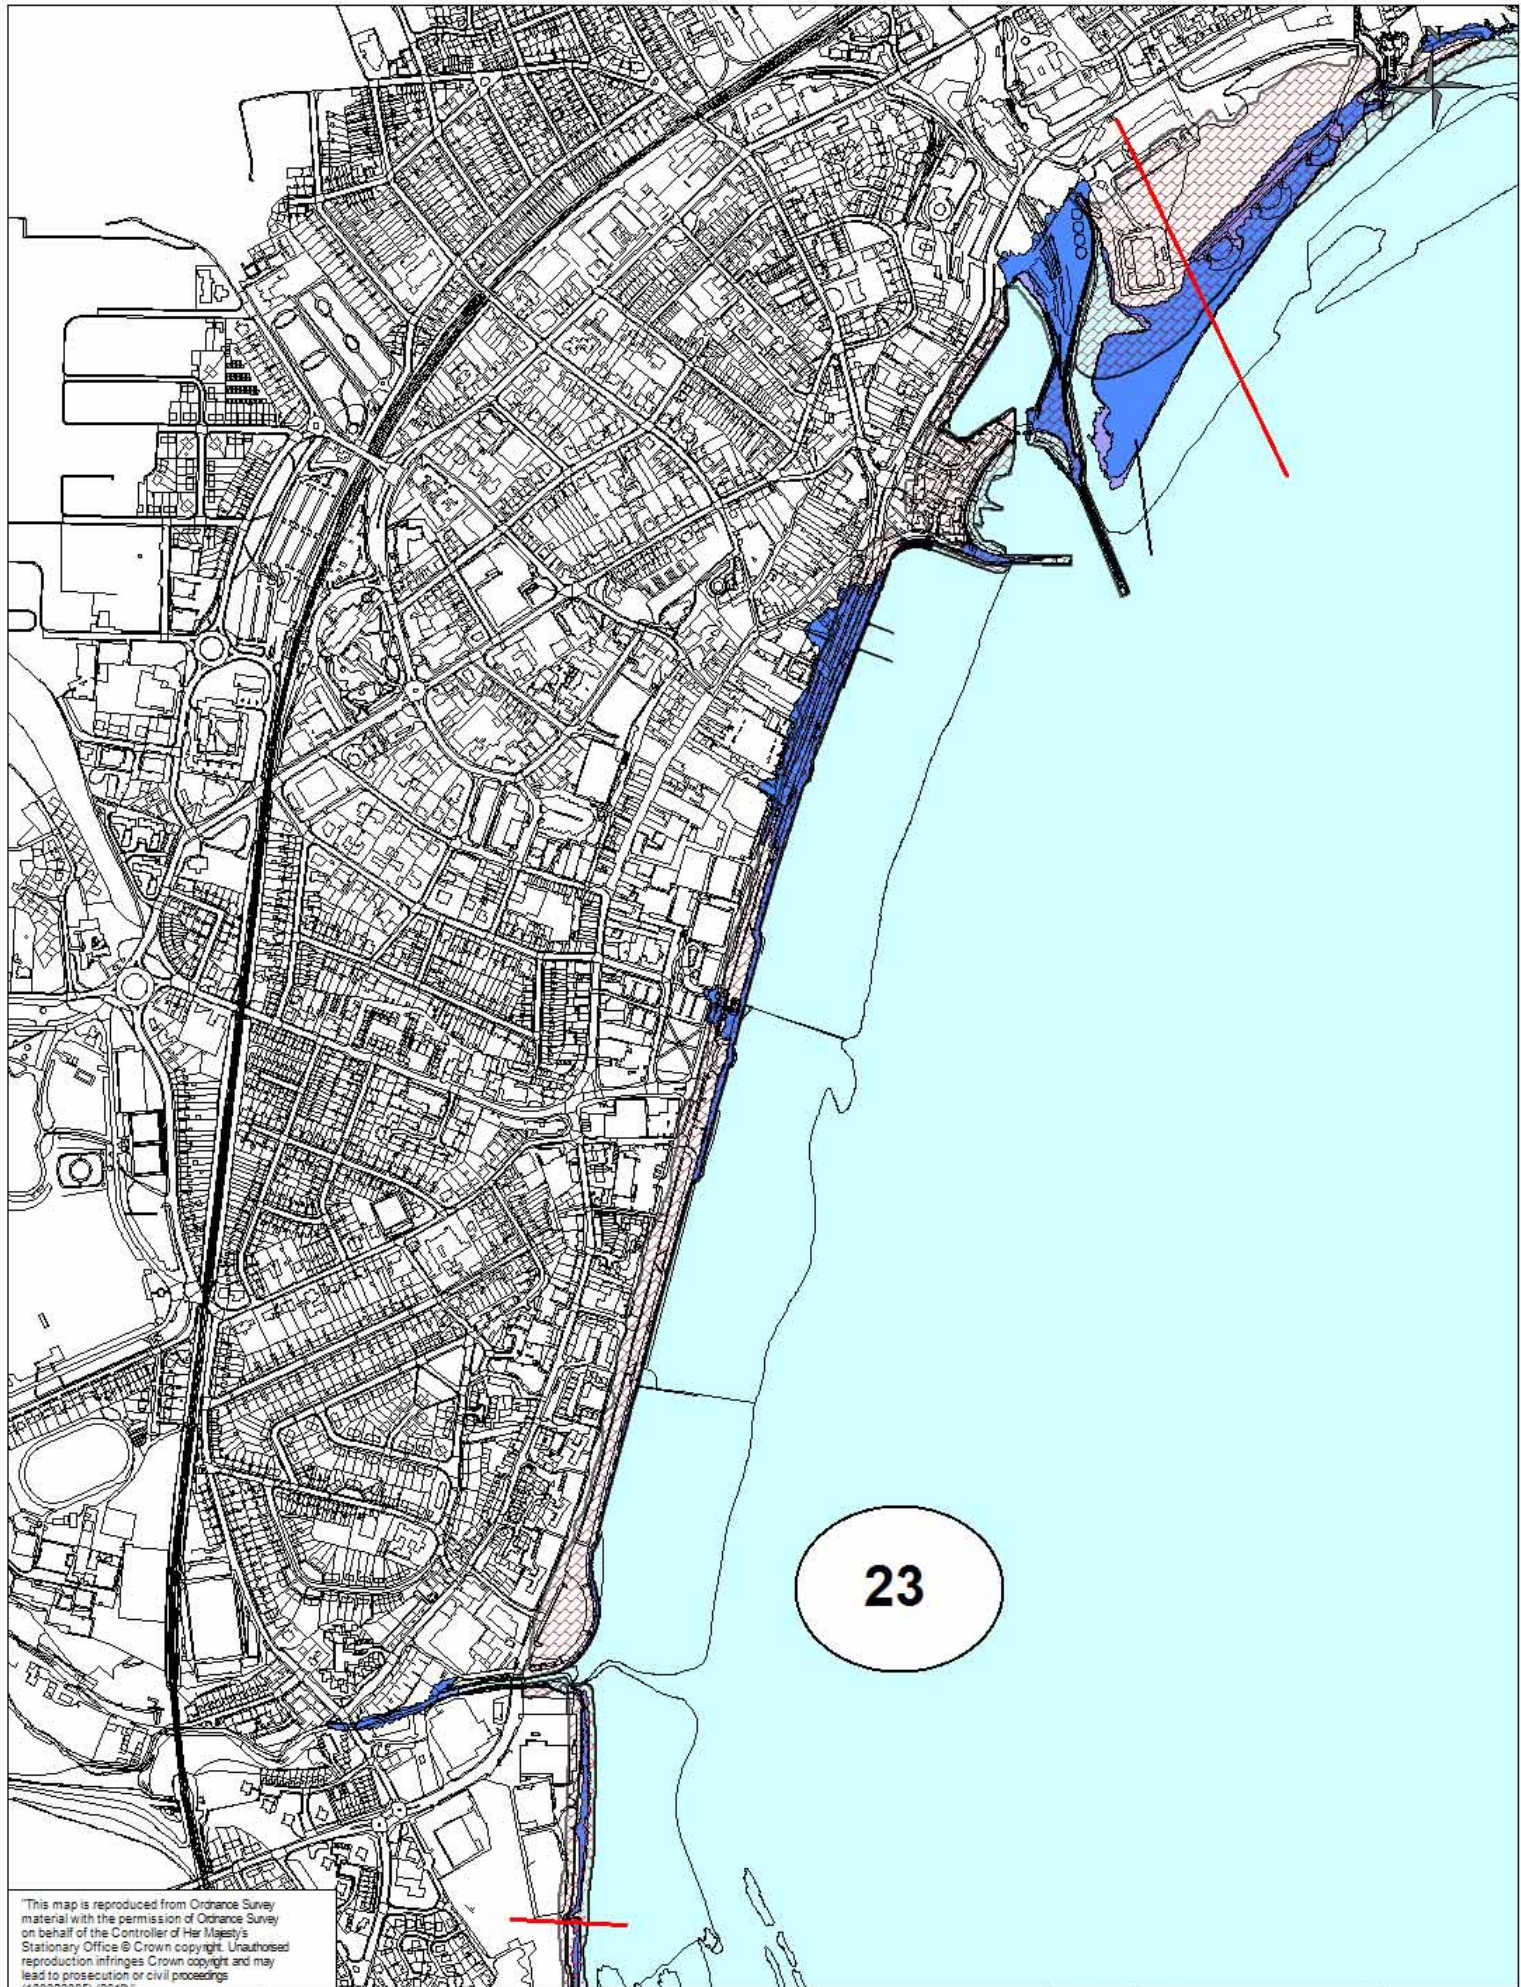 N
23
"This map is reproduced from Ordnance Survey
material with the permission of Ordnance Survey
on behalf of the Controller of Her Majesty's
Stationary Office © Crown copyright. Unauthorised
reproduction infringes Crown copyright and may
lead to prosecution or civil proceedings